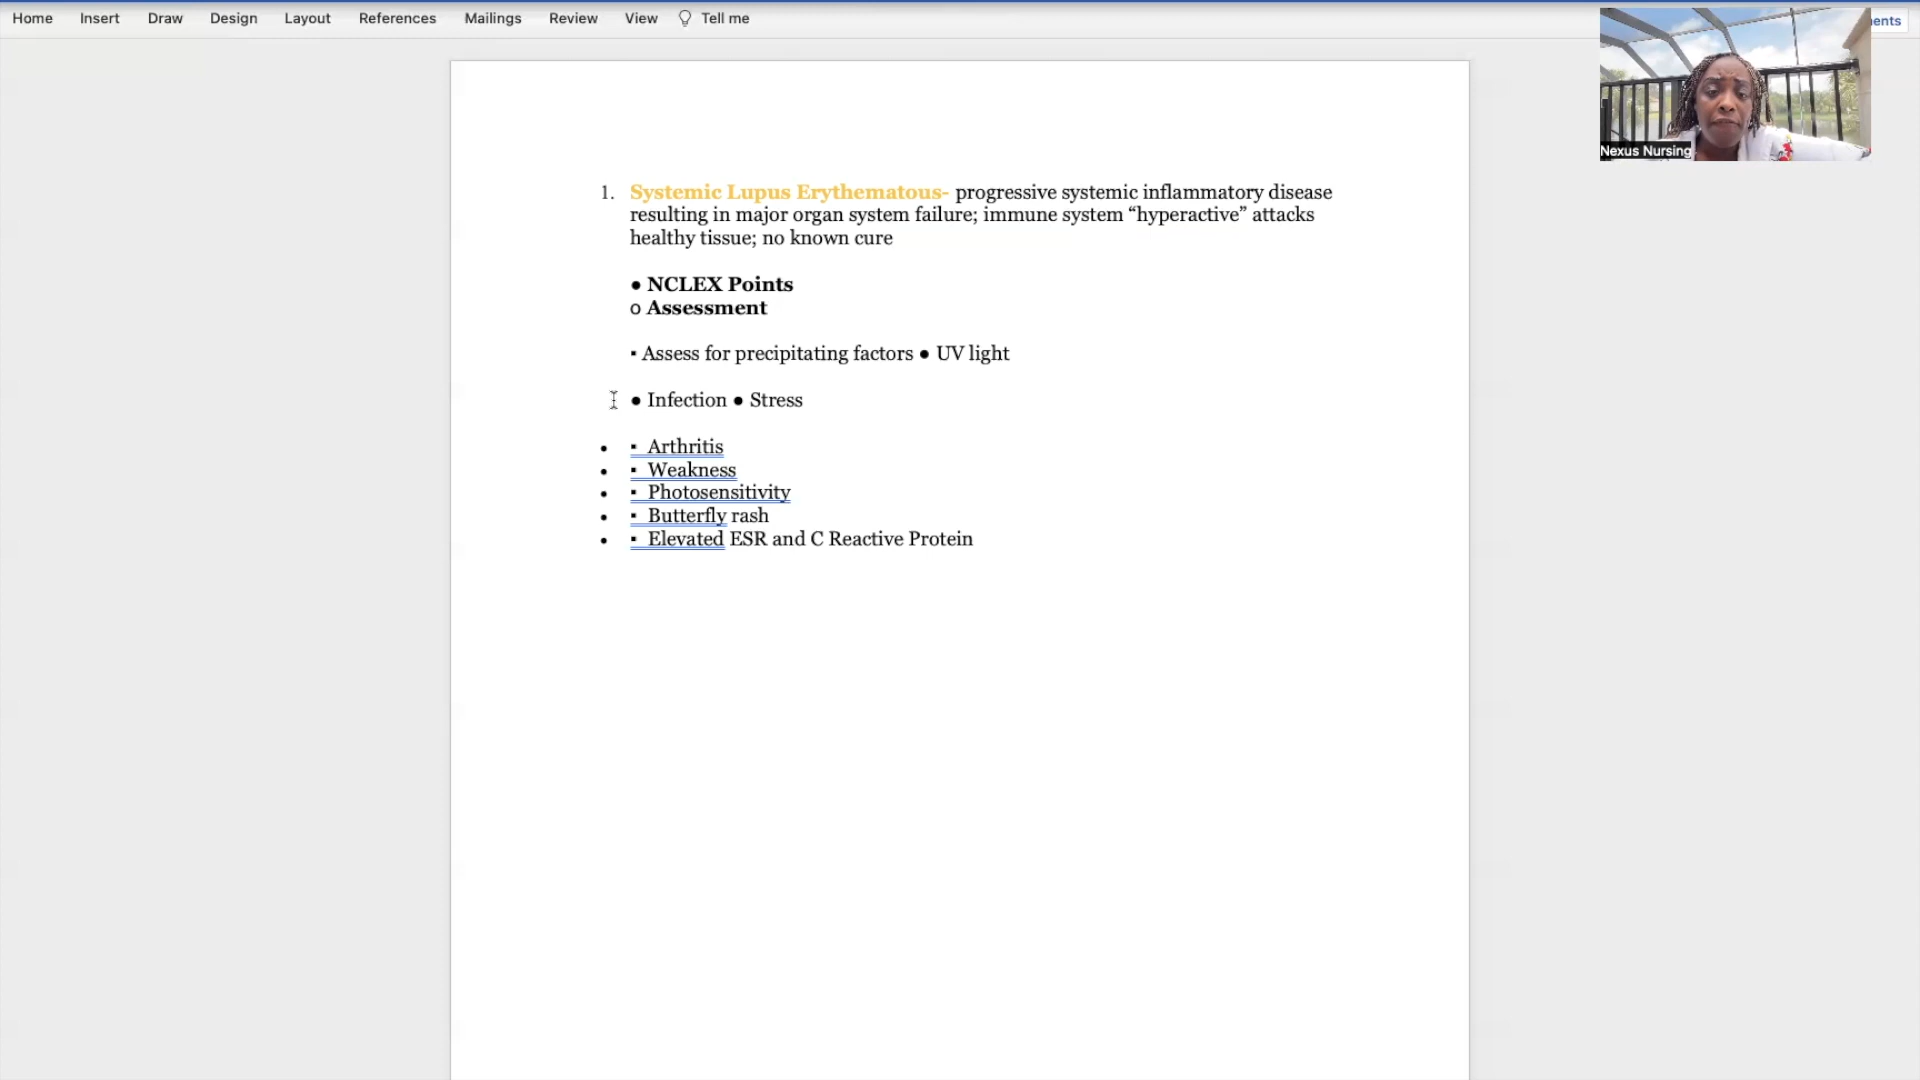 Home Insert Draw Design Layout References Mailings Review View Tell me
ents
Nexus Nursing
1. Systemic Lupus Erythematous- progressive systemic inflammatory disease
resulting in major organ system failure; immune system “hyperactive” attacks
healthy tissue; no known cure
● NCLEX Points
o Assessment
▪ Assess for precipitating factors ● UV light
● Infection ● Stress
• ▪ Arthritis
• ▪ Weakness
• ▪ Photosensitivity
• ▪ Butterfly rash
• ▪ Elevated ESR and C Reactive Protein